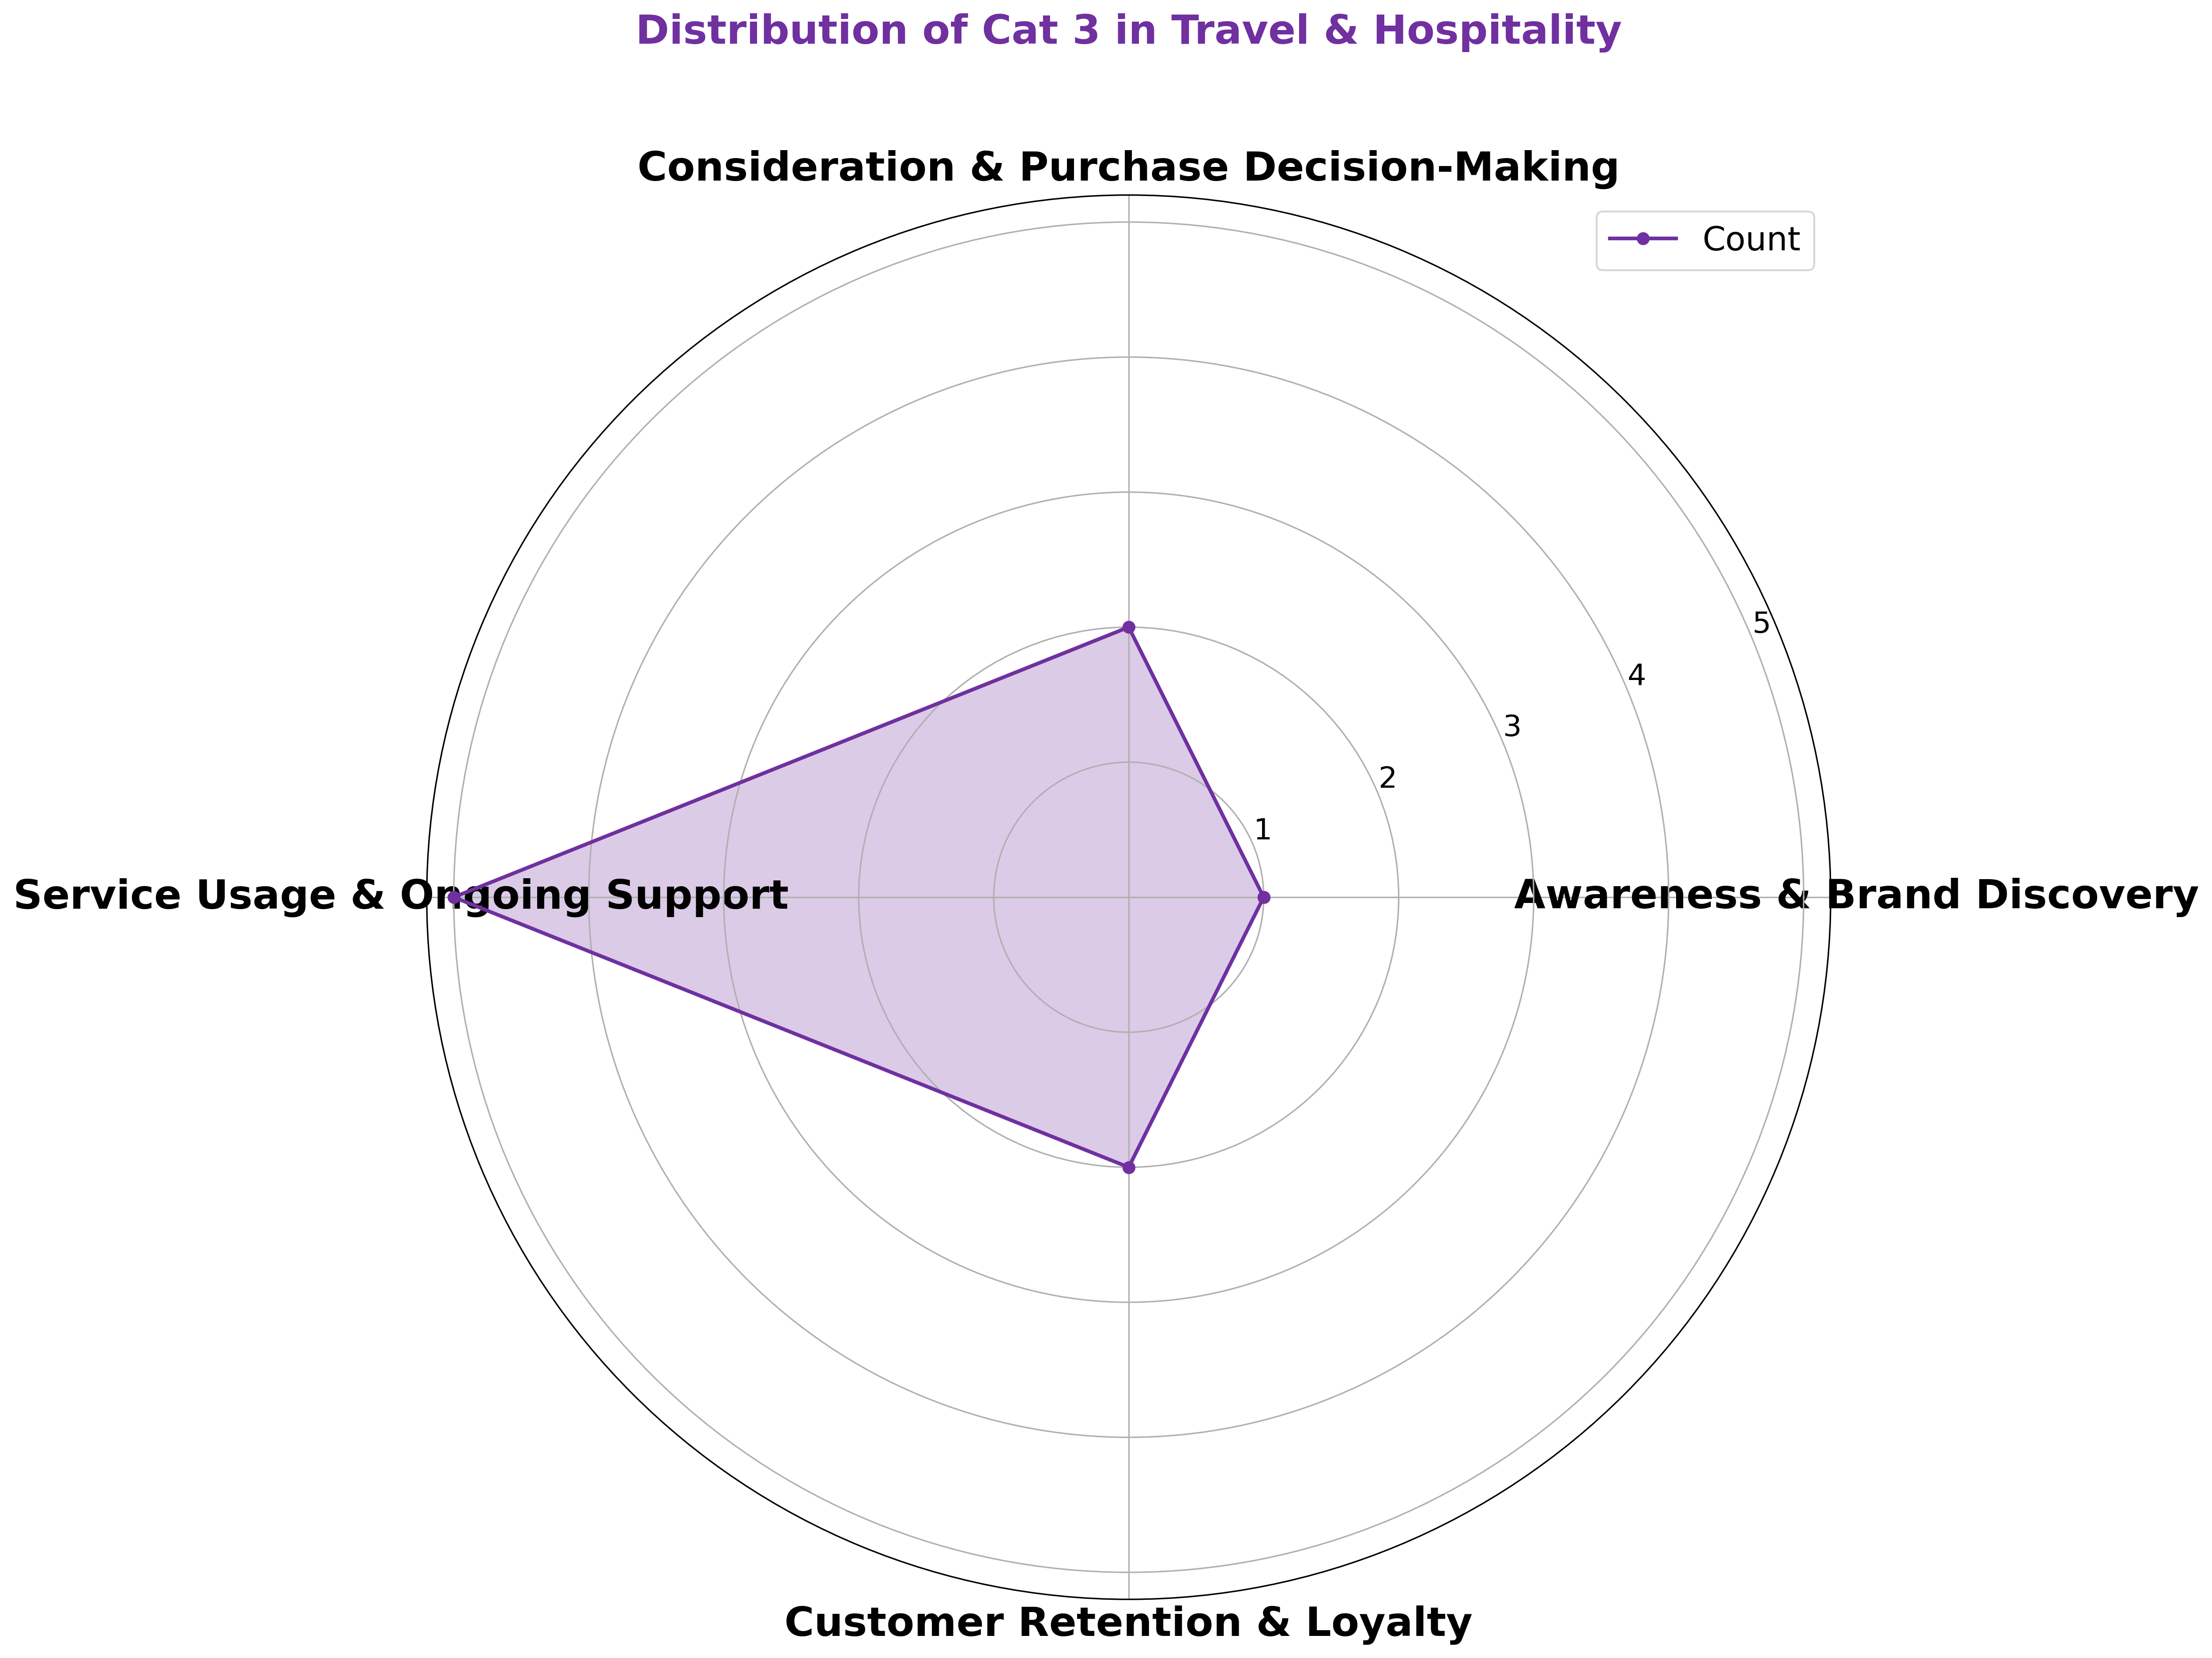 Distribution of Cat 3 in Travel & Hospitality
Consideration & Purchase Decision-Making
Count
5
4
3
2
1
Service Usage & Ongoing Support
Awareness & Brand Discovery
Customer Retention & Loyalty